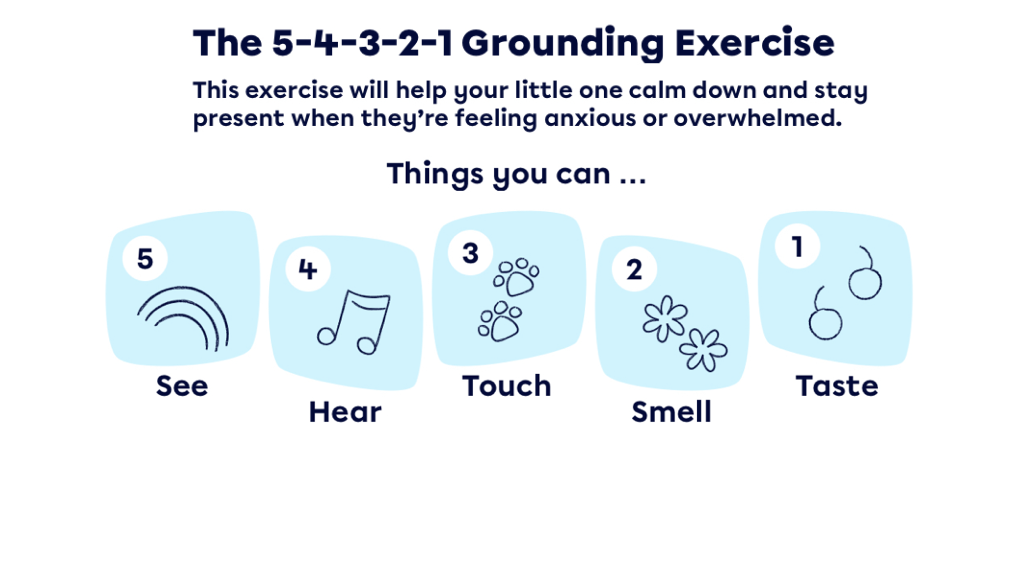 The 5-4-3-2-1 Grounding Exercise
This exercise will help your little one calm down and stay
present when they're feeling anxious or overwhelmed.
Things you can ...
5
See
4
Hear
3
Touch
2
Smell
1
Taste